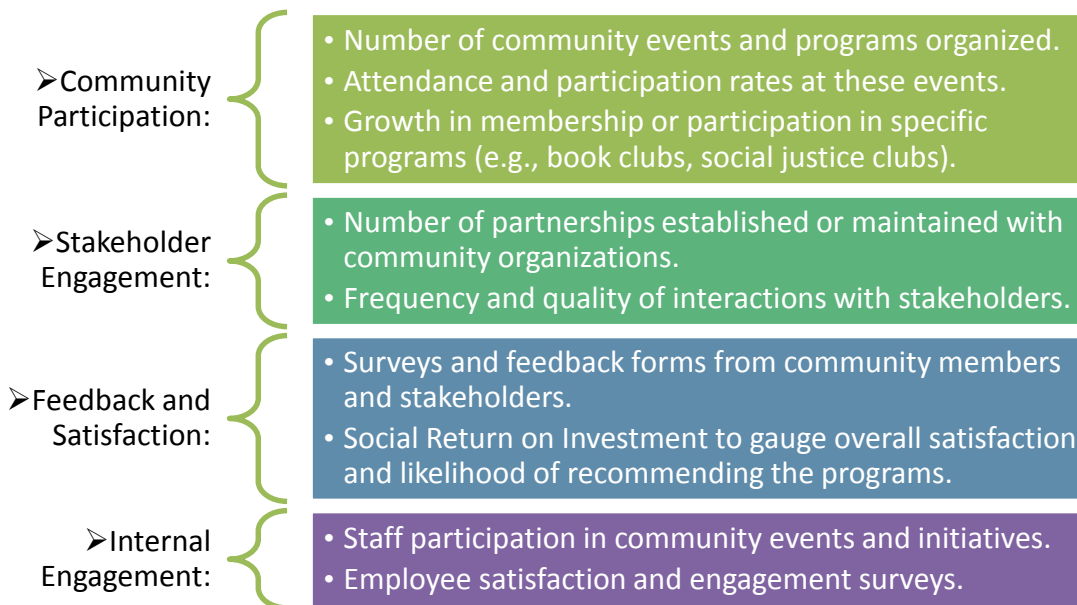 ➢Community
Participation:
• Number of community events and programs organized.
• Attendance and participation rates at these events.
• Growth in membership or participation in specific
programs (e.g., book clubs, social justice clubs).
➢Stakeholder
Engagement:
• Number of partnerships established or maintained with
community organizations.
• Frequency and quality of interactions with stakeholders.
➢Feedback and
Satisfaction:
• Surveys and feedback forms from community members
and stakeholders.
• Social Return on Investment to gauge overall satisfaction
and likelihood of recommending the programs.
➢Internal
Engagement:
• Staff participation in community events and initiatives.
• Employee satisfaction and engagement surveys.